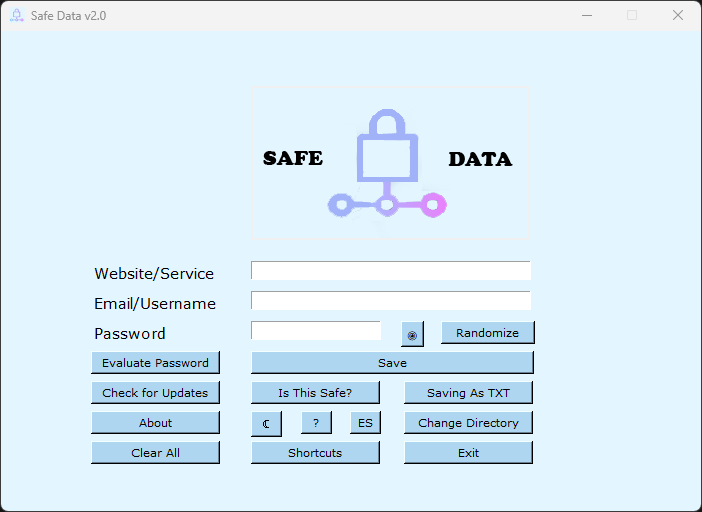 Safe Data v2.0
SAFE DATA
Website/Service
Email/Username
Password Randomize
Evaluate Password Save
Check for Updates Is This Safe? Saving As TXT
About ☾ ? ES Change Directory
Clear All Shortcuts Exit